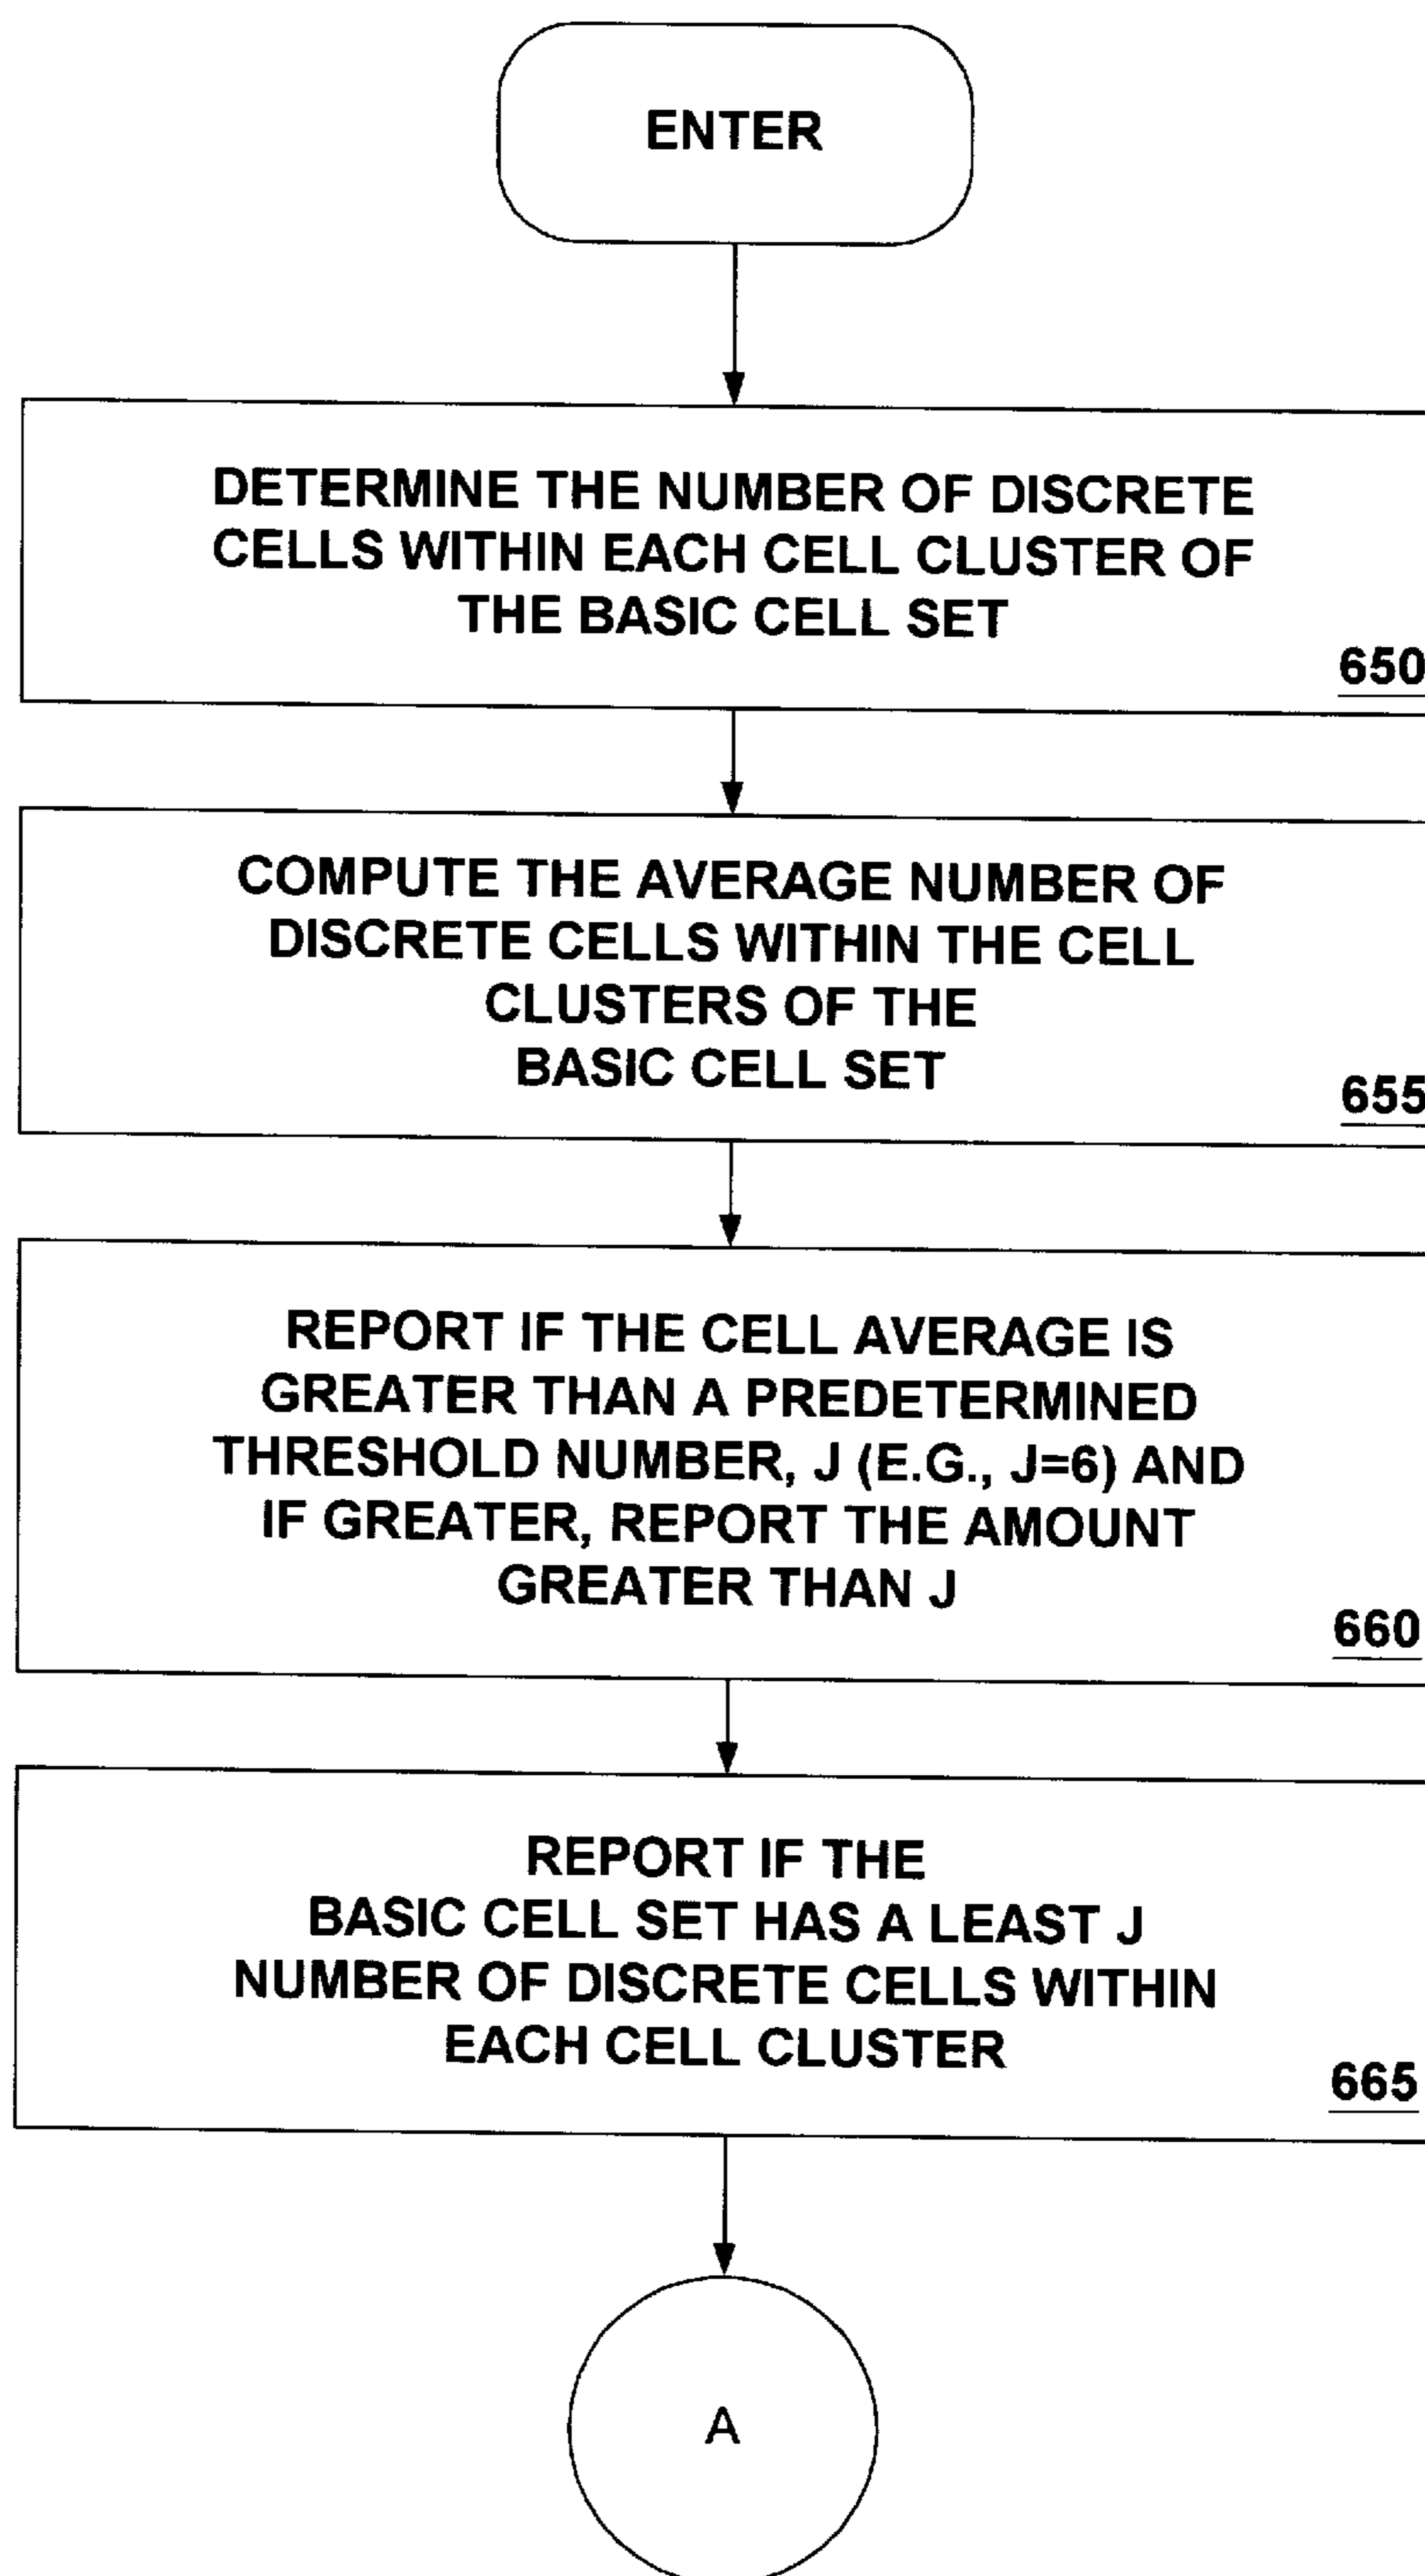 ENTER
DETERMINE THE NUMBER OF DISCRETE
CELLS WITHIN EACH CELL CLUSTER OF
THE BASIC CELL SET
650
COMPUTE THE AVERAGE NUMBER OF
DISCRETE CELLS WITHIN THE CELL
CLUSTERS OF THE
BASIC CELL SET
655
REPORT IF THE CELL AVERAGE IS
GREATER THAN A PREDETERMINED
THRESHOLD NUMBER, J (E.G., J=6) AND
IF GREATER, REPORT THE AMOUNT
GREATER THAN J
660
REPORT IF THE
BASIC CELL SET HAS A LEAST J
NUMBER OF DISCRETE CELLS WITHIN
EACH CELL CLUSTER
665
A